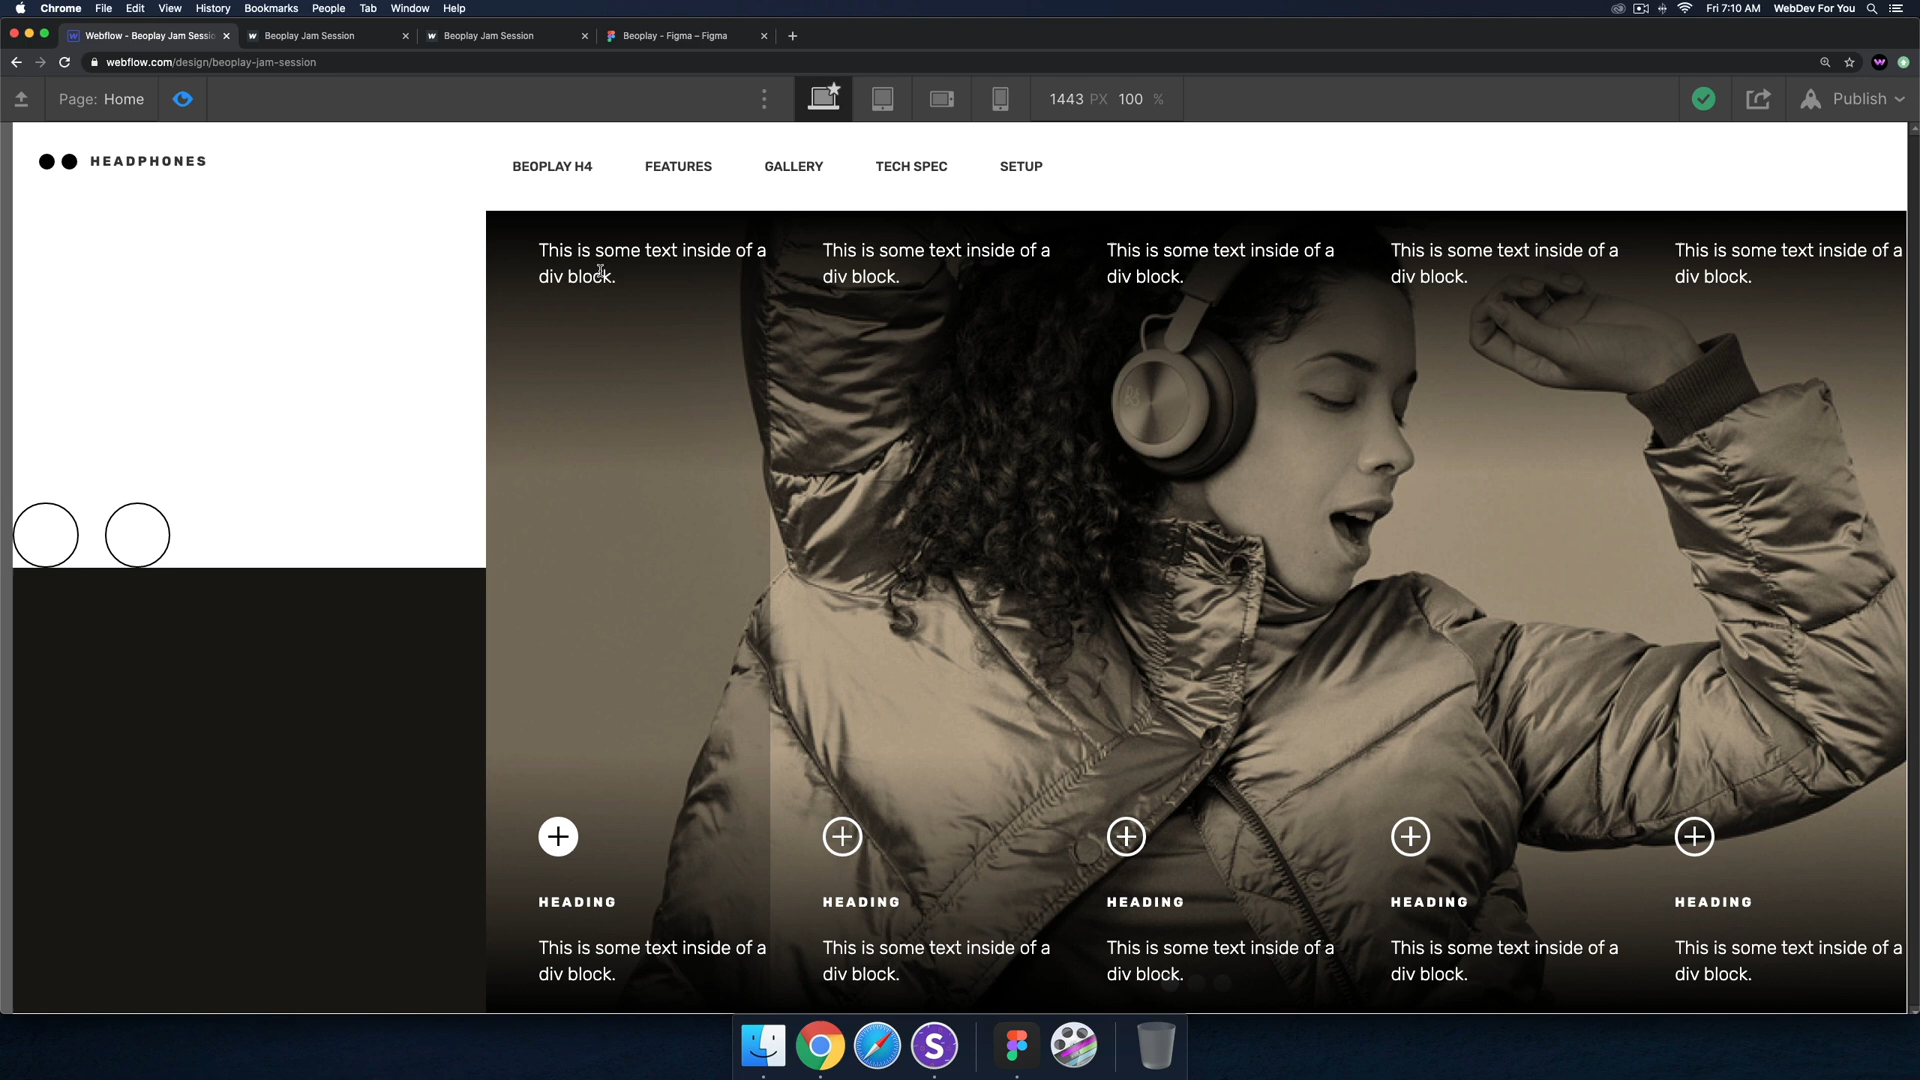 Chrome File Edit View History Bookmarks People Tab Window Help Fri 7:10 AM WebDev For You
Webflow - Beoplay Jam Sessio Beoplay Jam Session Beoplay Jam Session Beoplay - Figma – Figma
webflow.com/design/beoplay-jam-session
Page: Home 1443 PX 100 % Publish
HEADPHONES BEOPLAY H4 FEATURES GALLERY TECH SPEC SETUP
This is some text inside of a
div block.
This is some text inside of a
div block.
This is some text inside of a
div block.
This is some text inside of a
div block.
This is some text inside of a
div block.
HEADING
This is some text inside of a
div block.
HEADING
This is some text inside of a
div block.
HEADING
This is some text inside of a
div block.
HEADING
This is some text inside of a
div block.
HEADING
This is some text inside of a
div block.